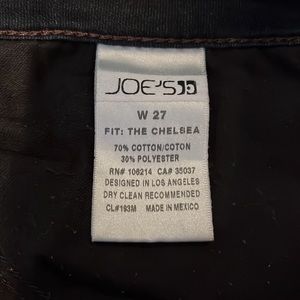 JOE'S
W 27
FIT: THE CHELSEA
70% COTTON/COTON
30% POLYESTER
RN# 106214 CA# 35037
DESIGNED IN LOS ANGELES
DRY CLEAN RECOMMENDED
CL#193M MADE IN MEXICO